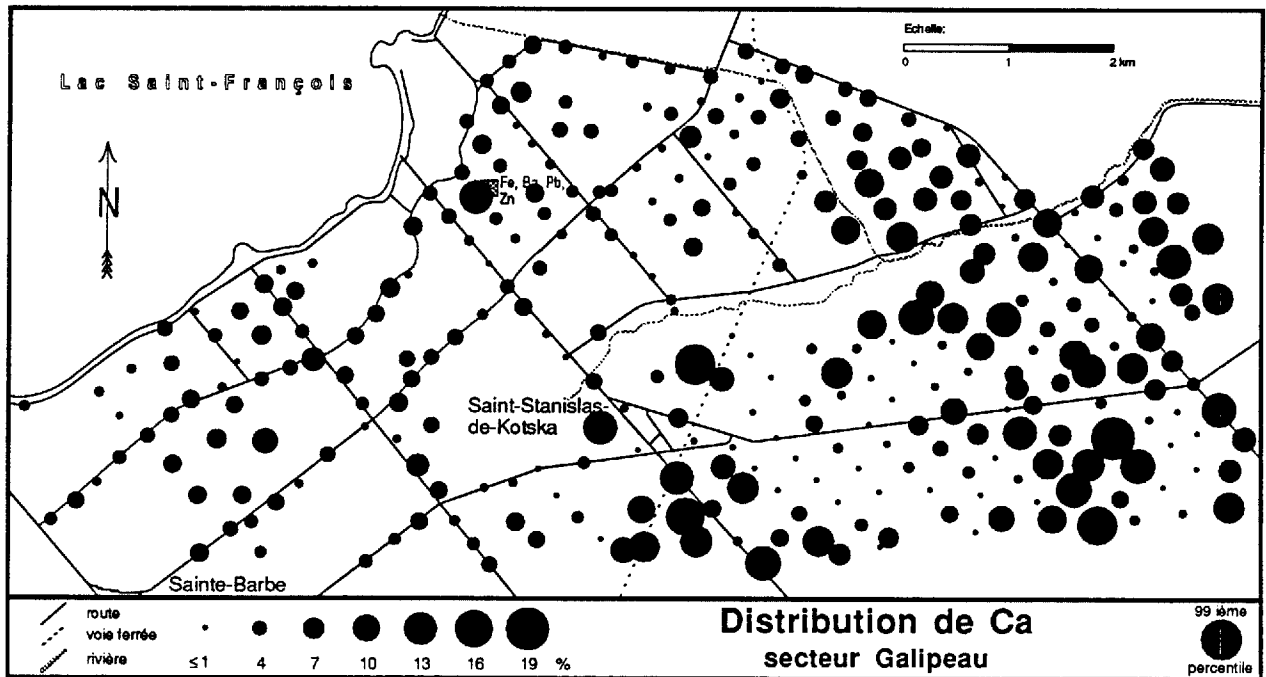 Echelle:
0 1 2 km
Lac Saint-François
N
Fe, Ba, Pb,
Zn
Saint-Stanislas-
de-Kotska
Sainte-Barbe
route
voie ferrée
rivière
≤1 4 7 10 13 16 19 %
Distribution de Ca
secteur Galipeau
99 ième
percentile